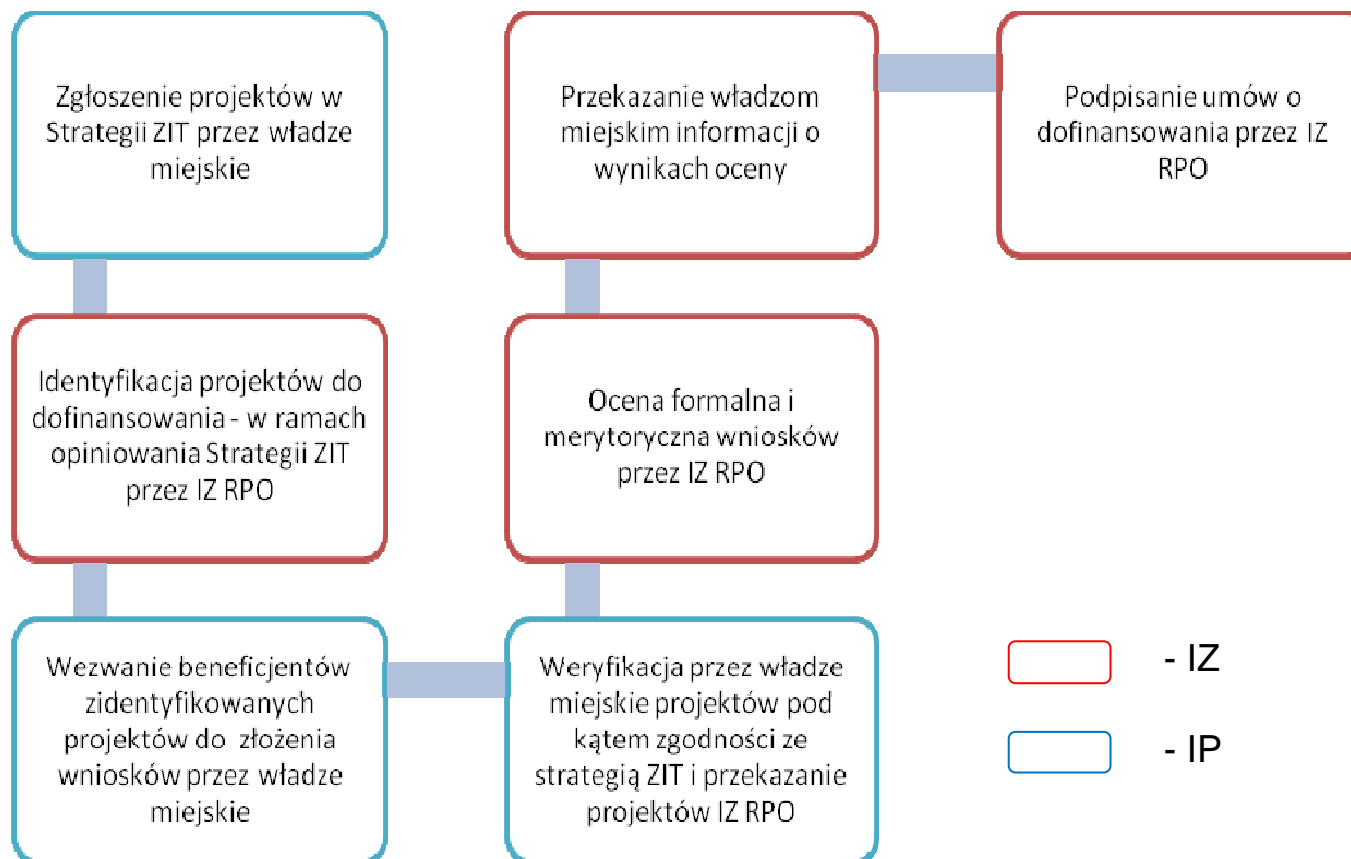 Zgłoszenie projektów w
Strategii ZIT przez władze
miejskie
Identyfikacja projektów do
dofinansowania - w ramach
opiniowania Strategii ZIT
przez IZ RPO
Wezwanie beneficjentów
zidentyfikowanych
projektów do złożenia
wniosków przez władze
miejskie
Weryfikacja przez władze
miejskie projektów pod
kątem zgodności ze
strategią ZIT i przekazanie
projektów IZ RPO
Ocena formalna i
merytoryczna wniosków
przez IZ RPO
Przekazanie władzom
miejskim informacji o
wynikach oceny
Podpisanie umów o
dofinansowania przez IZ
RPO
- IZ
- IP